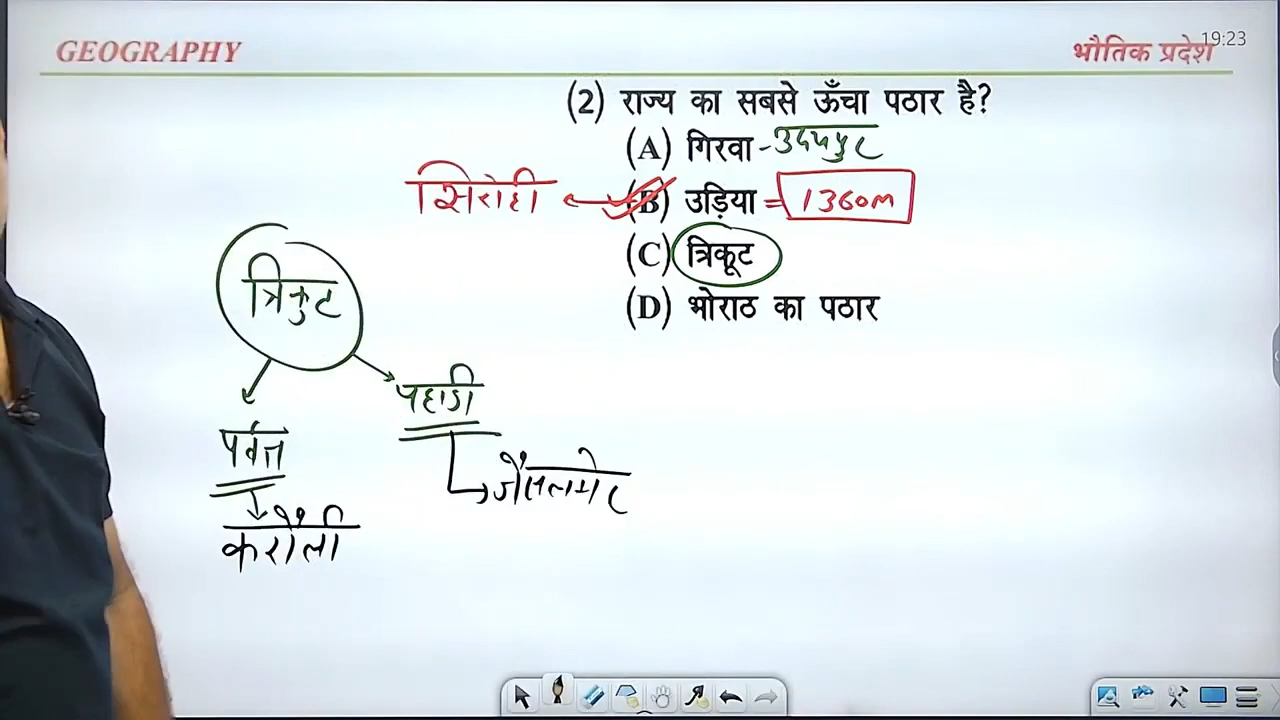 GEOGRAPHY
भौतिक प्रदेश
19:23
(2) राज्य का सबसे ऊँचा पठार है?
(A) गिरवा - उदयपुर
सिरोही (B) उड़िया = 1360m
(C) त्रिकूट
(D) भोराठ का पठार
त्रिकुट
पर्वत
पहाडी
करौली
जैसलमेर